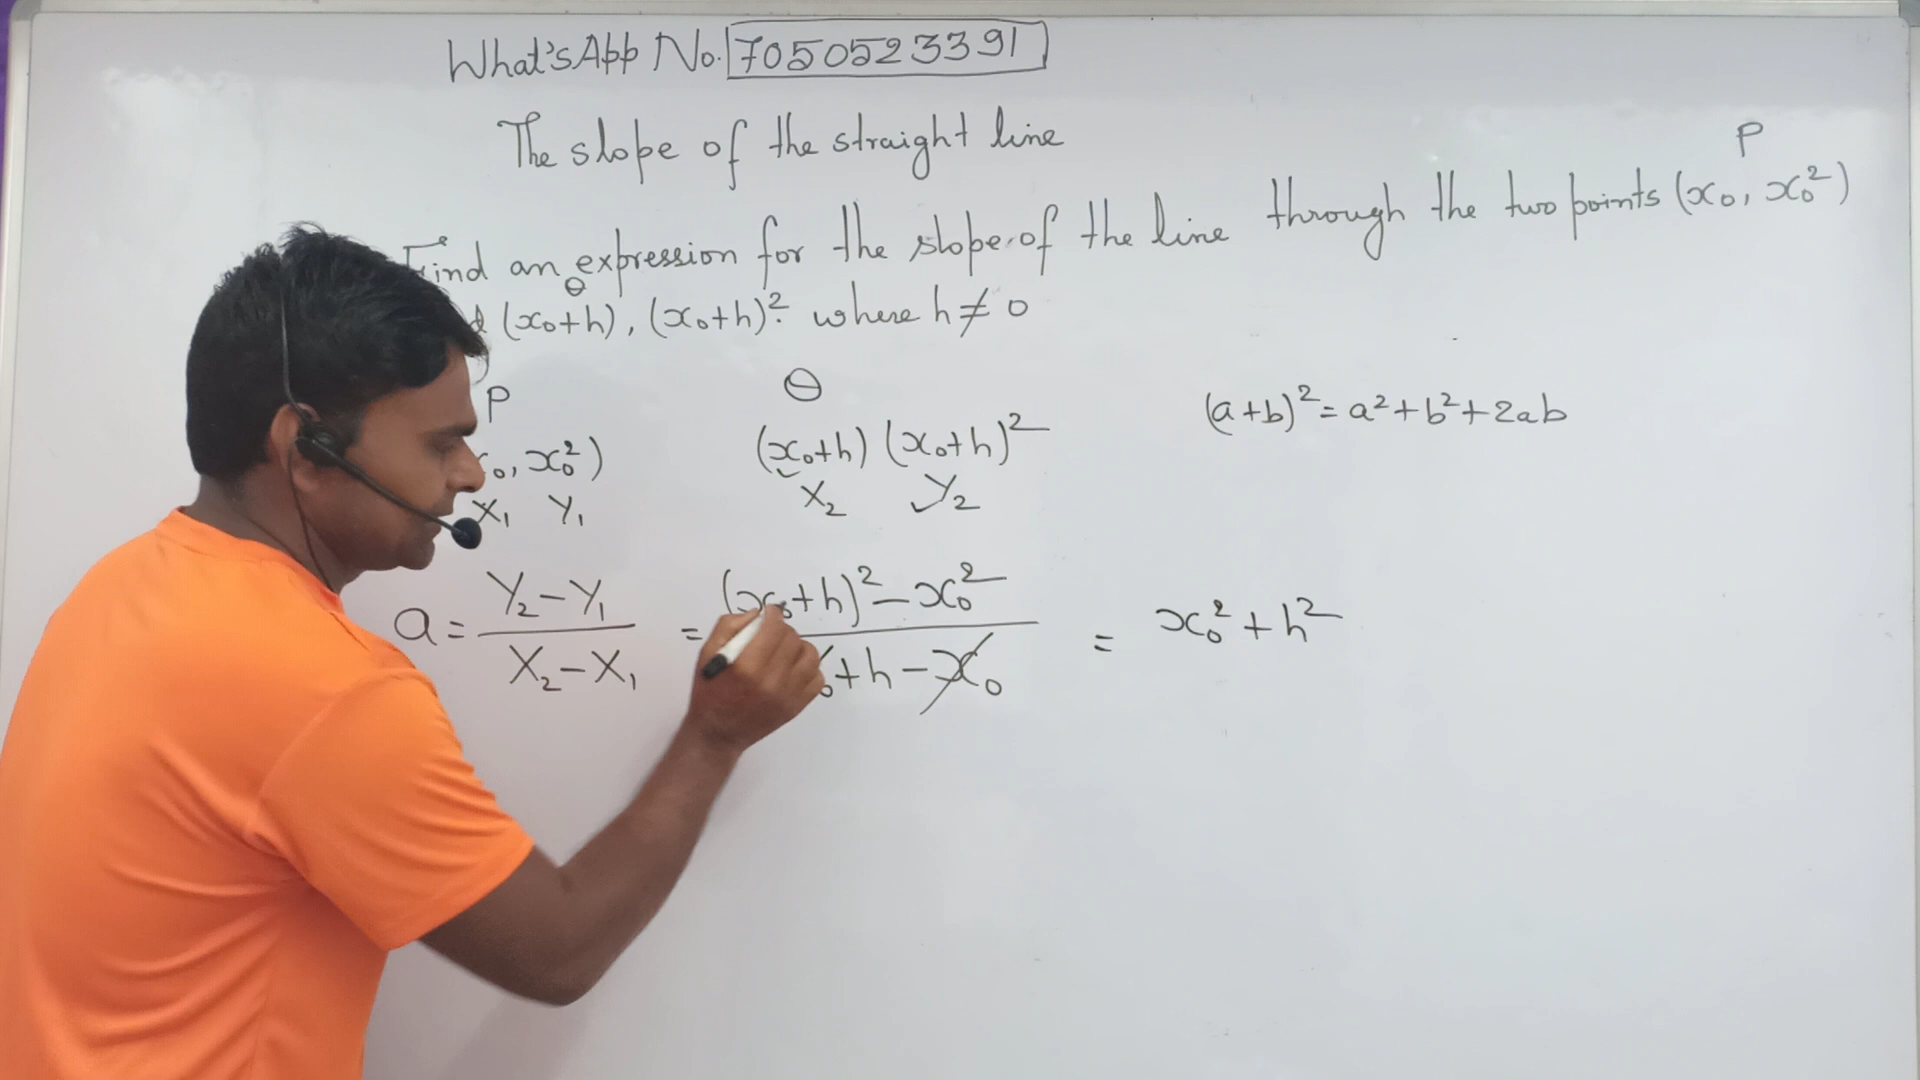 What'sApp No. 7050523391
The slope of the straight line
P
Find an expression for the slope of the line through the two points (x₀, x₀²)
θ
(x₀+h), (x₀+h)². where h ≠ 0
P θ
x₀²) (x₀+h) (x₀+h)² (a+b)² = a²+b²+2ab
X₁ Y₁ X₂ Y₂
a = Y₂-Y₁ / X₂-X₁ = (x₀+h)² - x₀² / +h - x₀ = x₀² + h²